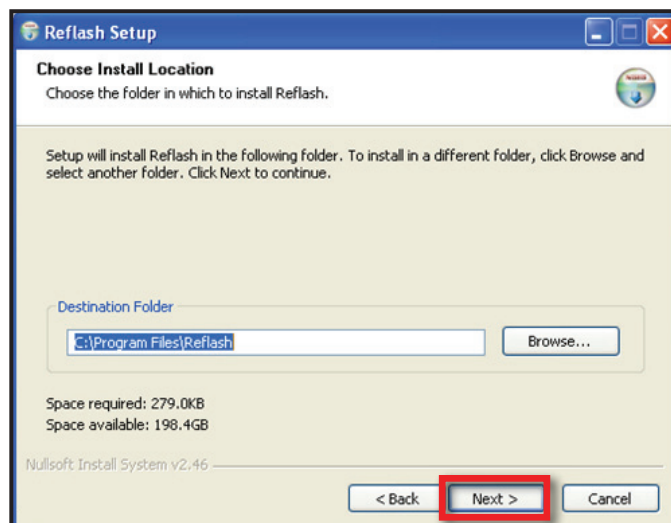 Reflash Setup
Choose Install Location
Choose the folder in which to install Reflash.
Setup will install Reflash in the following folder. To install in a different folder, click Browse and
select another folder. Click Next to continue.
Destination Folder
C:\Program Files\Reflash
Browse...
Space required: 279.0KB
Space available: 198.4GB
Nullsoft Install System v2.46
< Back Next > Cancel